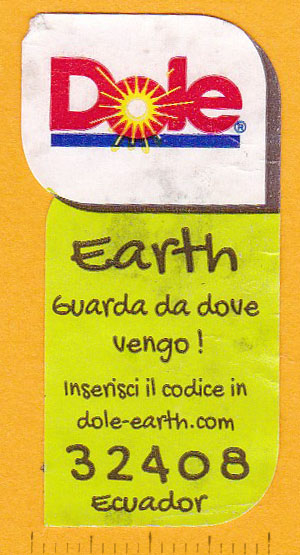 Dole®
Earth
Guarda da dove
vengo!
Inserisci il codice in
dole-earth.com
32408
Ecuador